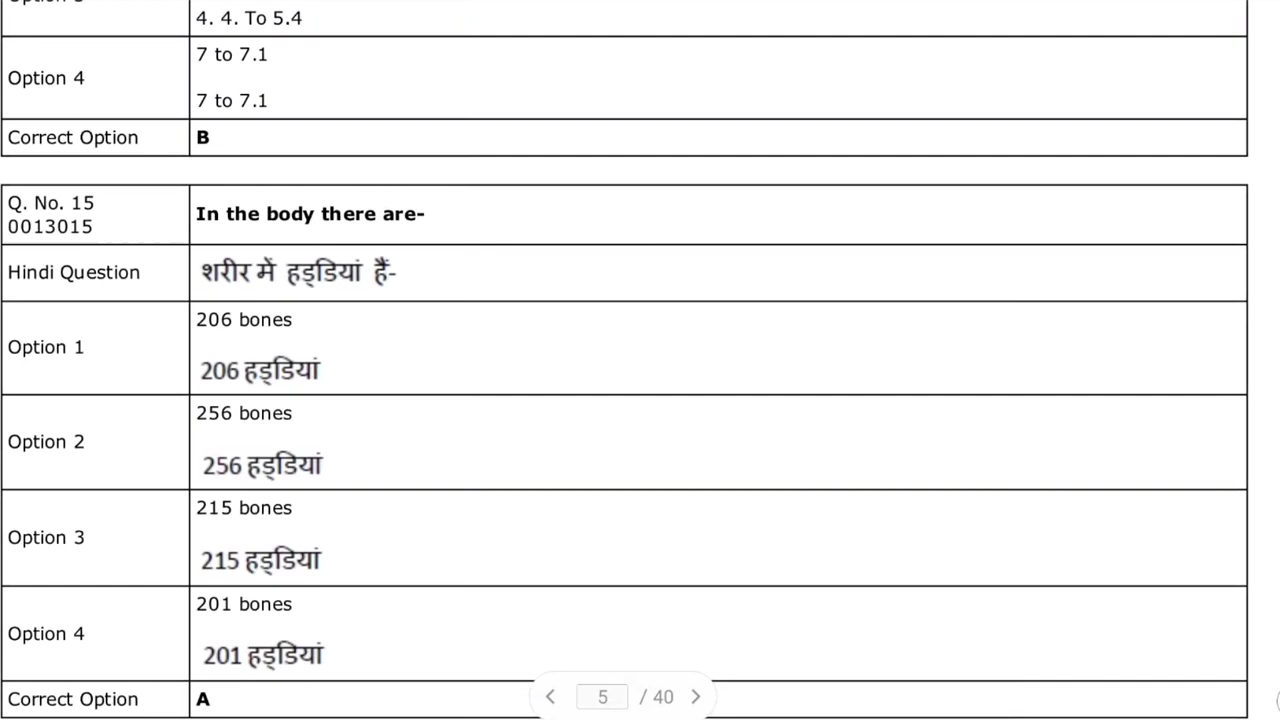 4. 4. To 5.4
Option 4
7 to 7.1
7 to 7.1
Correct Option
B
Q. No. 15
0013015
In the body there are-
Hindi Question
शरीर में हड्डियां हैं-
Option 1
206 bones
206 हड्डियां
Option 2
256 bones
256 हड्डियां
Option 3
215 bones
215 हड्डियां
Option 4
201 bones
201 हड्डियां
Correct Option
A
5 / 40